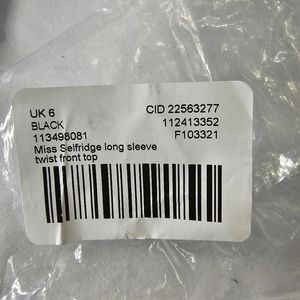 UK 6 CID 22563277
BLACK 112413352
113498081 F103321
Miss Selfridge long sleeve
twist front top